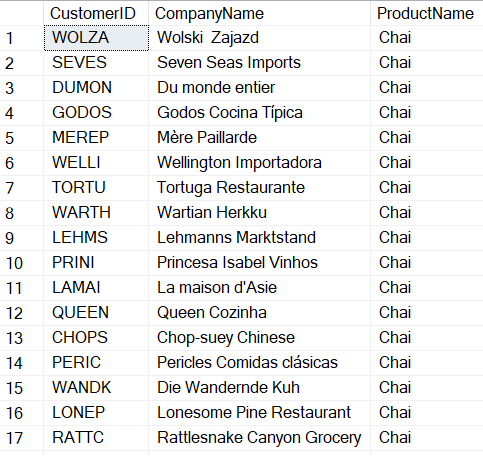 CustomerID CompanyName ProductName
1 WOLZA Wolski  Zajazd Chai
2 SEVES Seven Seas Imports Chai
3 DUMON Du monde entier Chai
4 GODOS Godos Cocina Típica Chai
5 MEREP Mère Paillarde Chai
6 WELLI Wellington Importadora Chai
7 TORTU Tortuga Restaurante Chai
8 WARTH Wartian Herkku Chai
9 LEHMS Lehmanns Marktstand Chai
10 PRINI Princesa Isabel Vinhos Chai
11 LAMAI La maison d'Asie Chai
12 QUEEN Queen Cozinha Chai
13 CHOPS Chop-suey Chinese Chai
14 PERIC Pericles Comidas clásicas Chai
15 WANDK Die Wandernde Kuh Chai
16 LONEP Lonesome Pine Restaurant Chai
17 RATTC Rattlesnake Canyon Grocery Chai